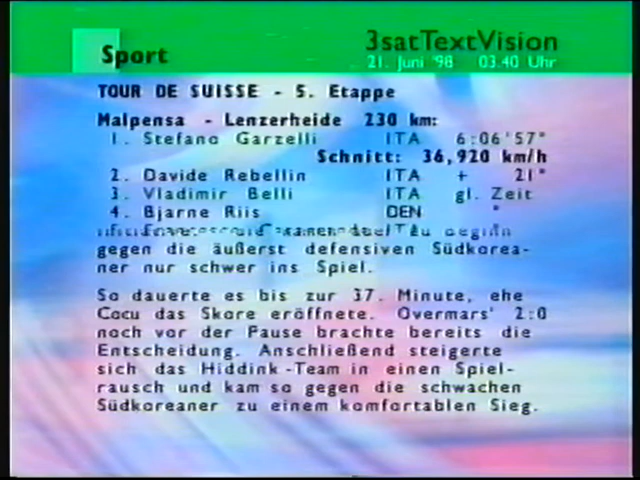 Sport
3satTextVision
21. Juni '98 03.40 Uhr
TOUR DE SUISSE - 5. Etappe
Malpensa - Lenzerheide 230 km:
1. Stefano Garzelli ITA 6:06'57"
Schnitt: 36,920 km/h
2. Davide Rebellin ITA + 21"
3. Vladimir Belli ITA gl. Zeit
4. Bjarne Riis DEN "
gegen die äußerst defensiven Südkorea-
ner nur schwer ins Spiel.
So dauerte es bis zur 37. Minute, ehe
Cocu das Skore eröffnete. Overmars' 2:0
noch vor der Pause brachte bereits die
Entscheidung. Anschließend steigerte
sich das Hiddink-Team in einen Spiel-
rausch und kam so gegen die schwachen
Südkoreaner zu einem komfortablen Sieg.